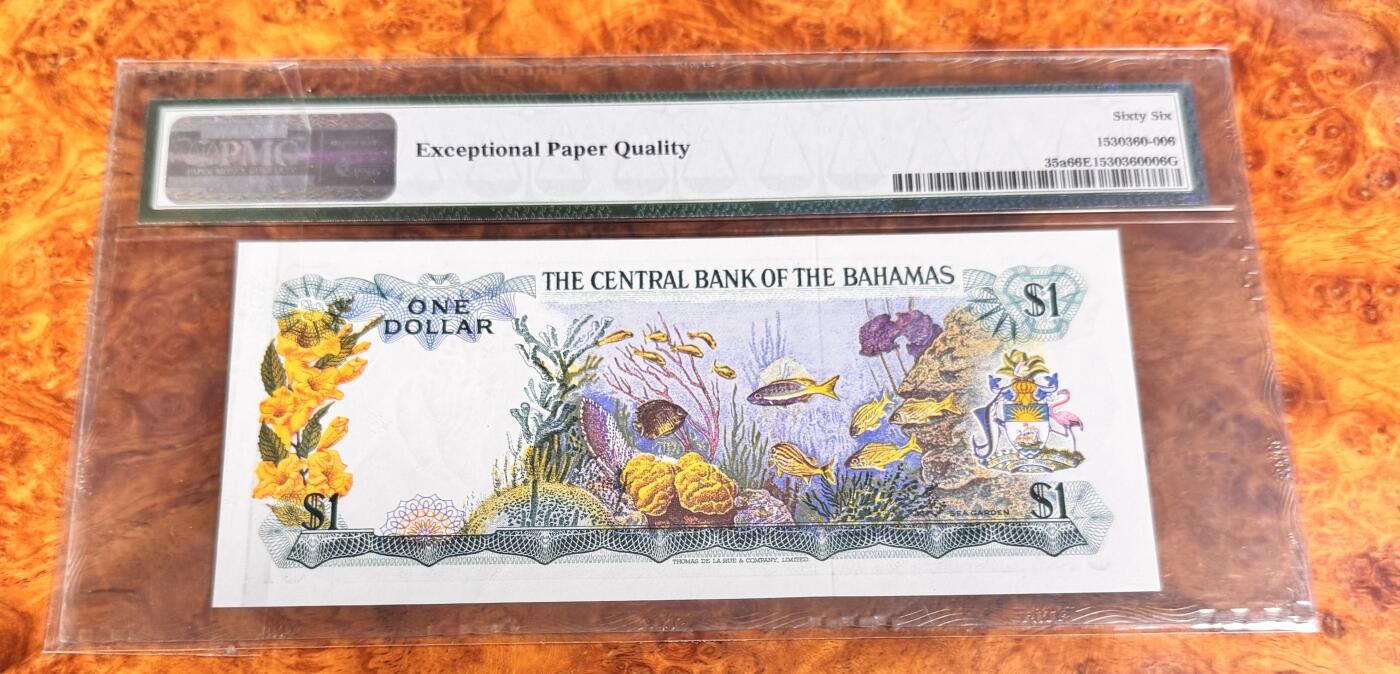 PMG
Exceptional Paper Quality
Sixty Six
1530360-006
35a66E1530360006G
THE CENTRAL BANK OF THE BAHAMAS
ONE
DOLLAR
$1
$1
SEA GARDEN
$1
THOMAS DE LA RUE & COMPANY, LIMITED.